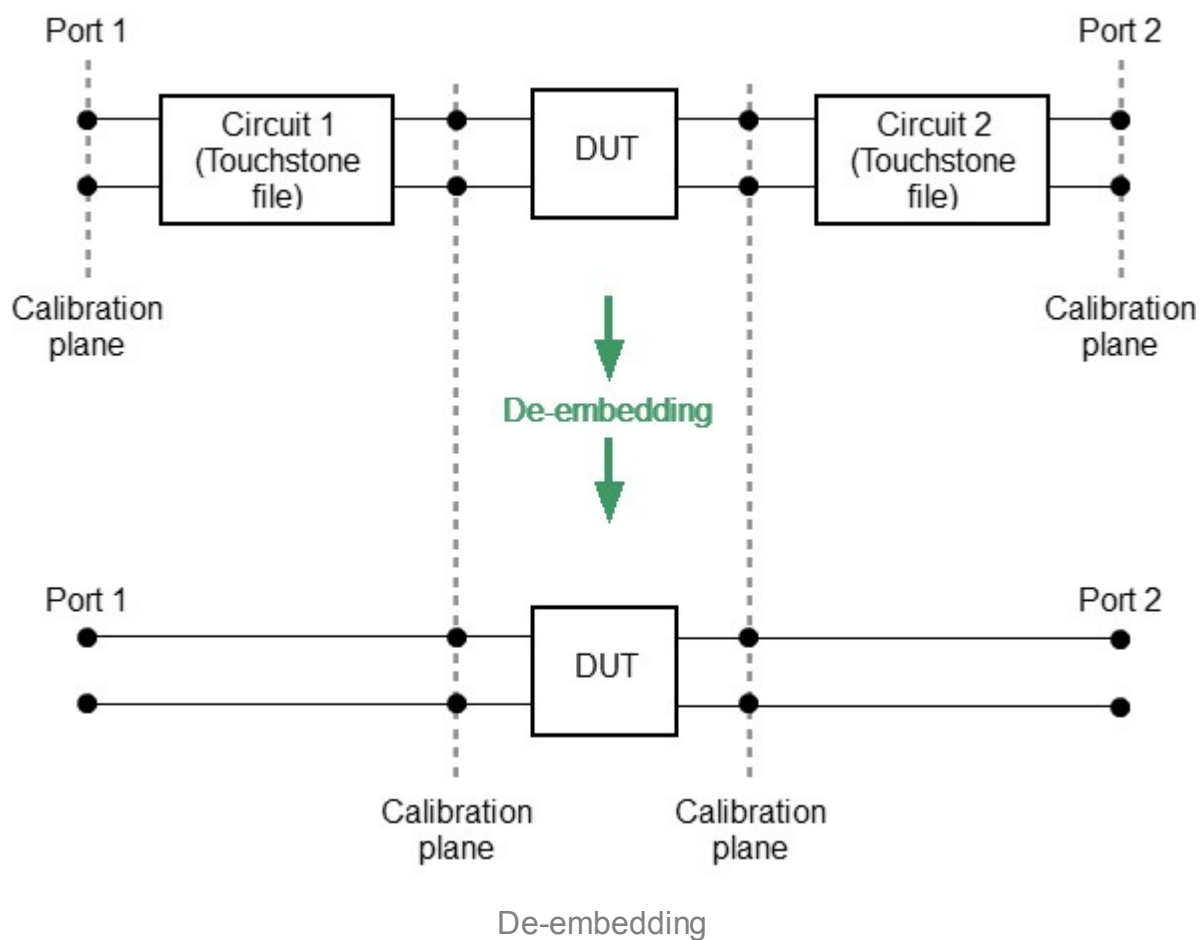 Port 1
Port 2
Circuit 1
(Touchstone
file)
DUT
Circuit 2
(Touchstone
file)
Calibration
plane
Calibration
plane
De-embedding
Port 1
Port 2
DUT
Calibration
plane
Calibration
plane
De-embedding